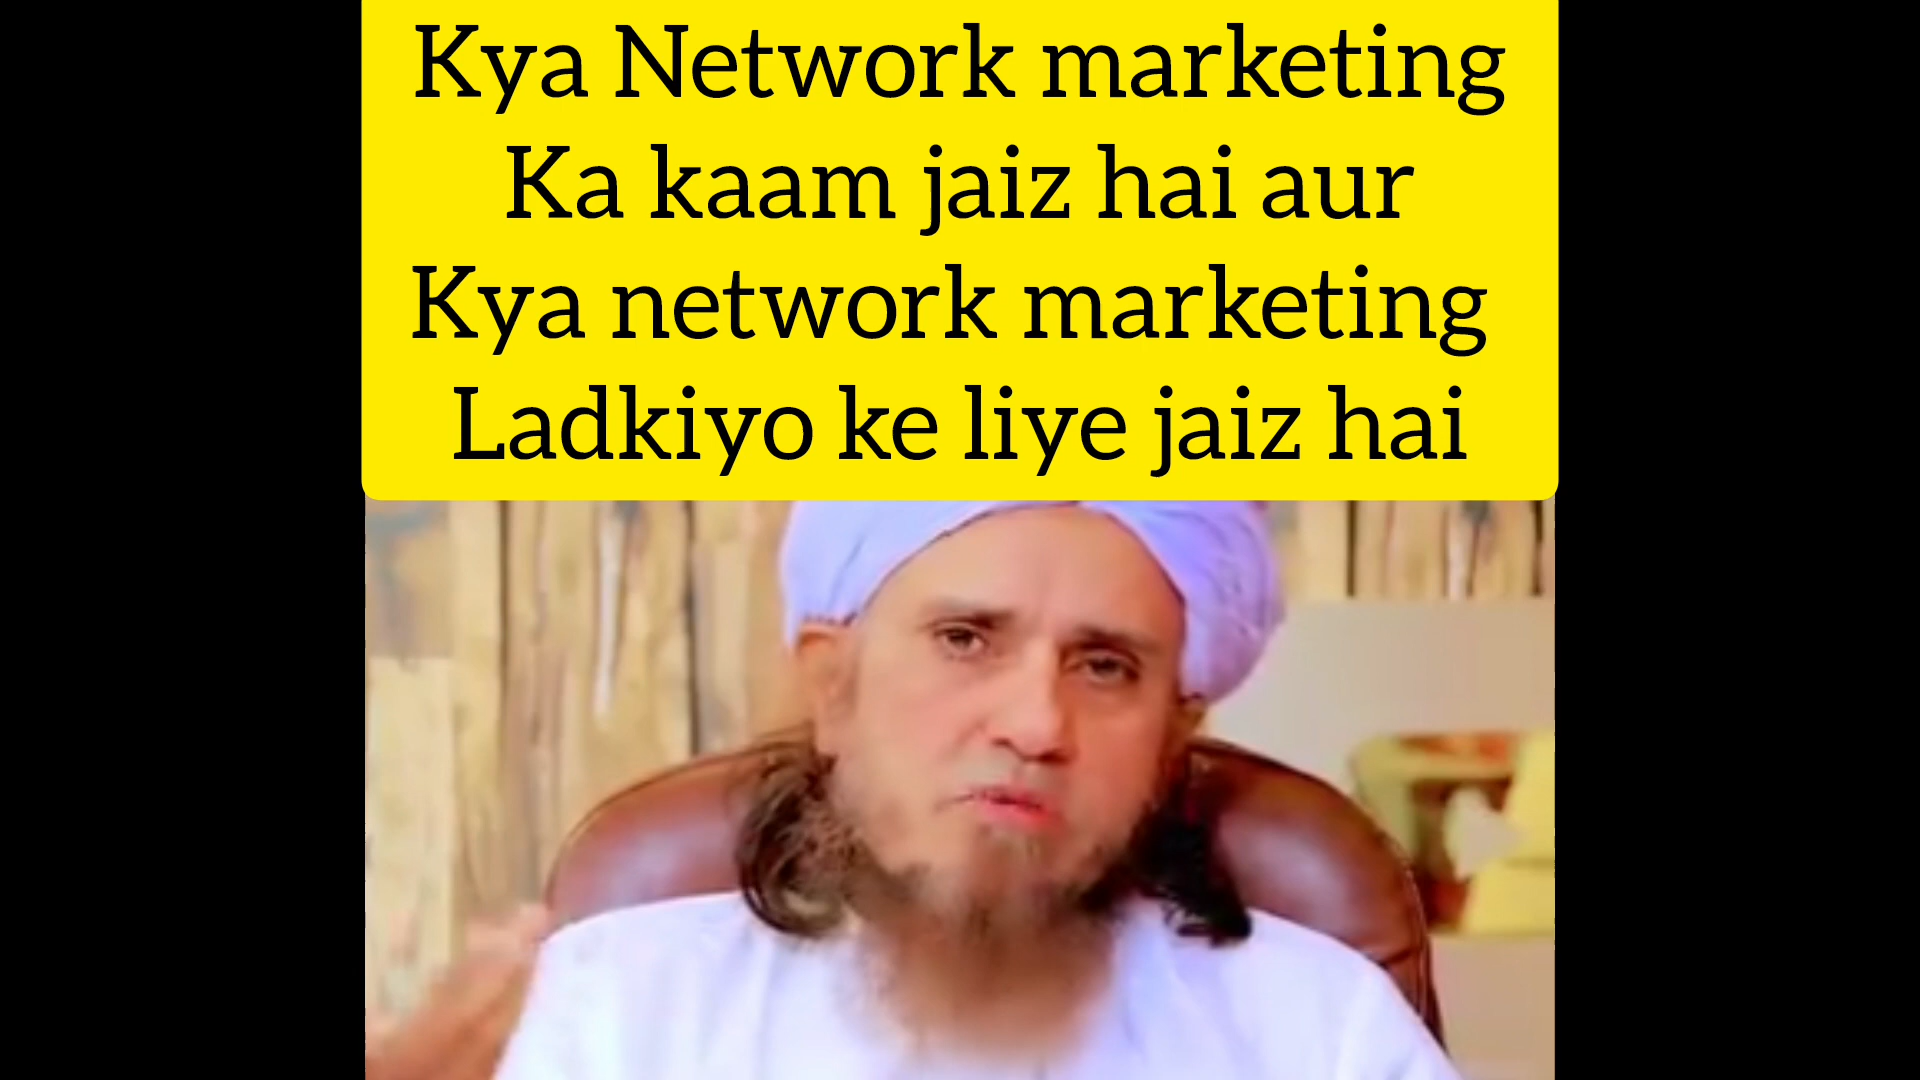 Kya Network marketing
Ka kaam jaiz hai aur
Kya network marketing
Ladkiyo ke liye jaiz hai